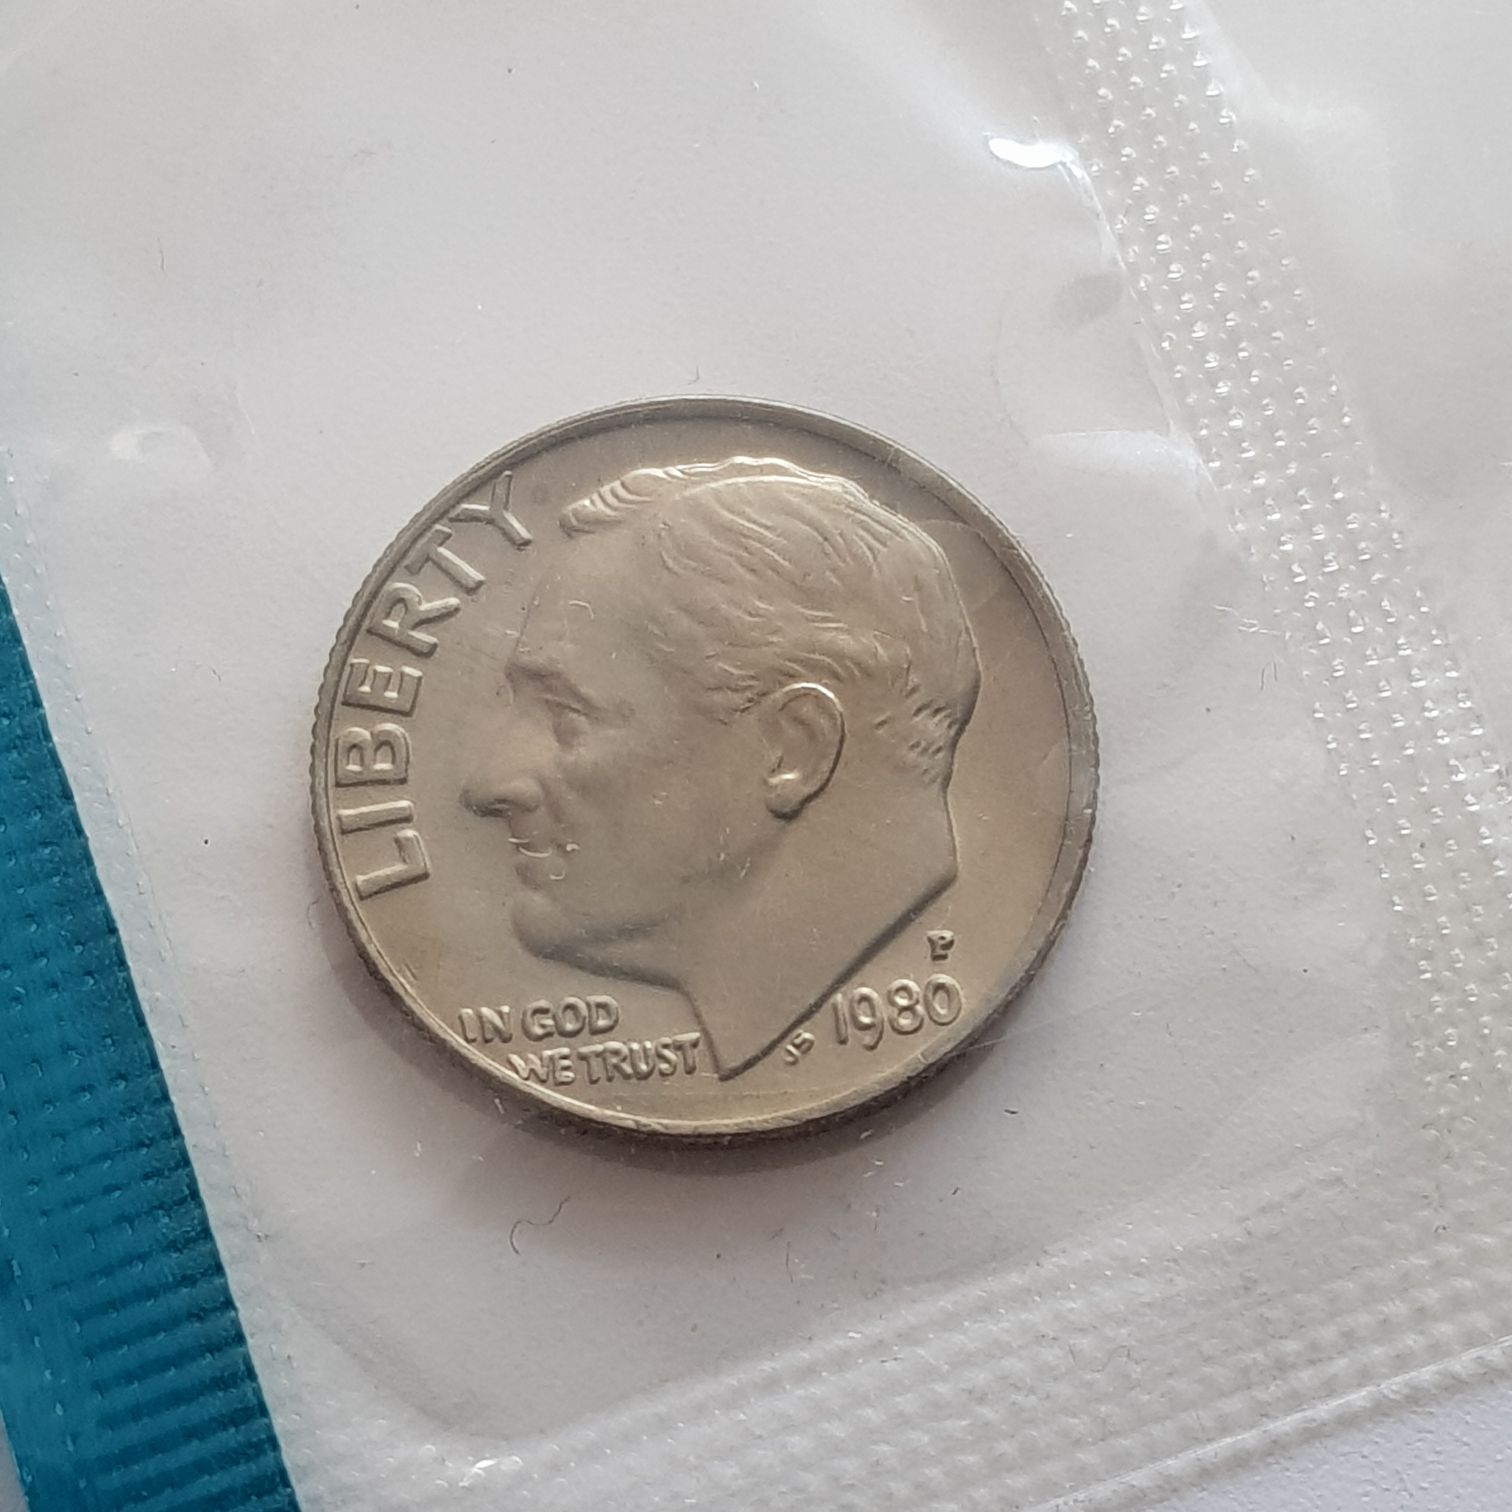 LIBERTY
IN GOD
WE TRUST
JS
1980
P